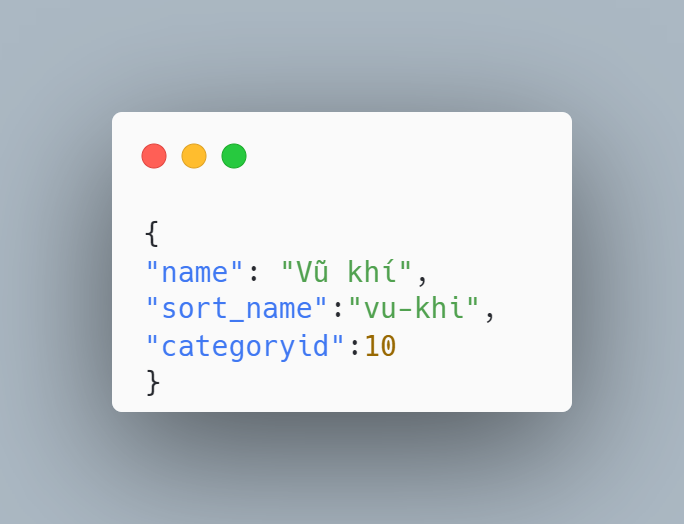 {
"name": "Vũ khí",
"sort_name":"vu-khi",
"categoryid":10
}